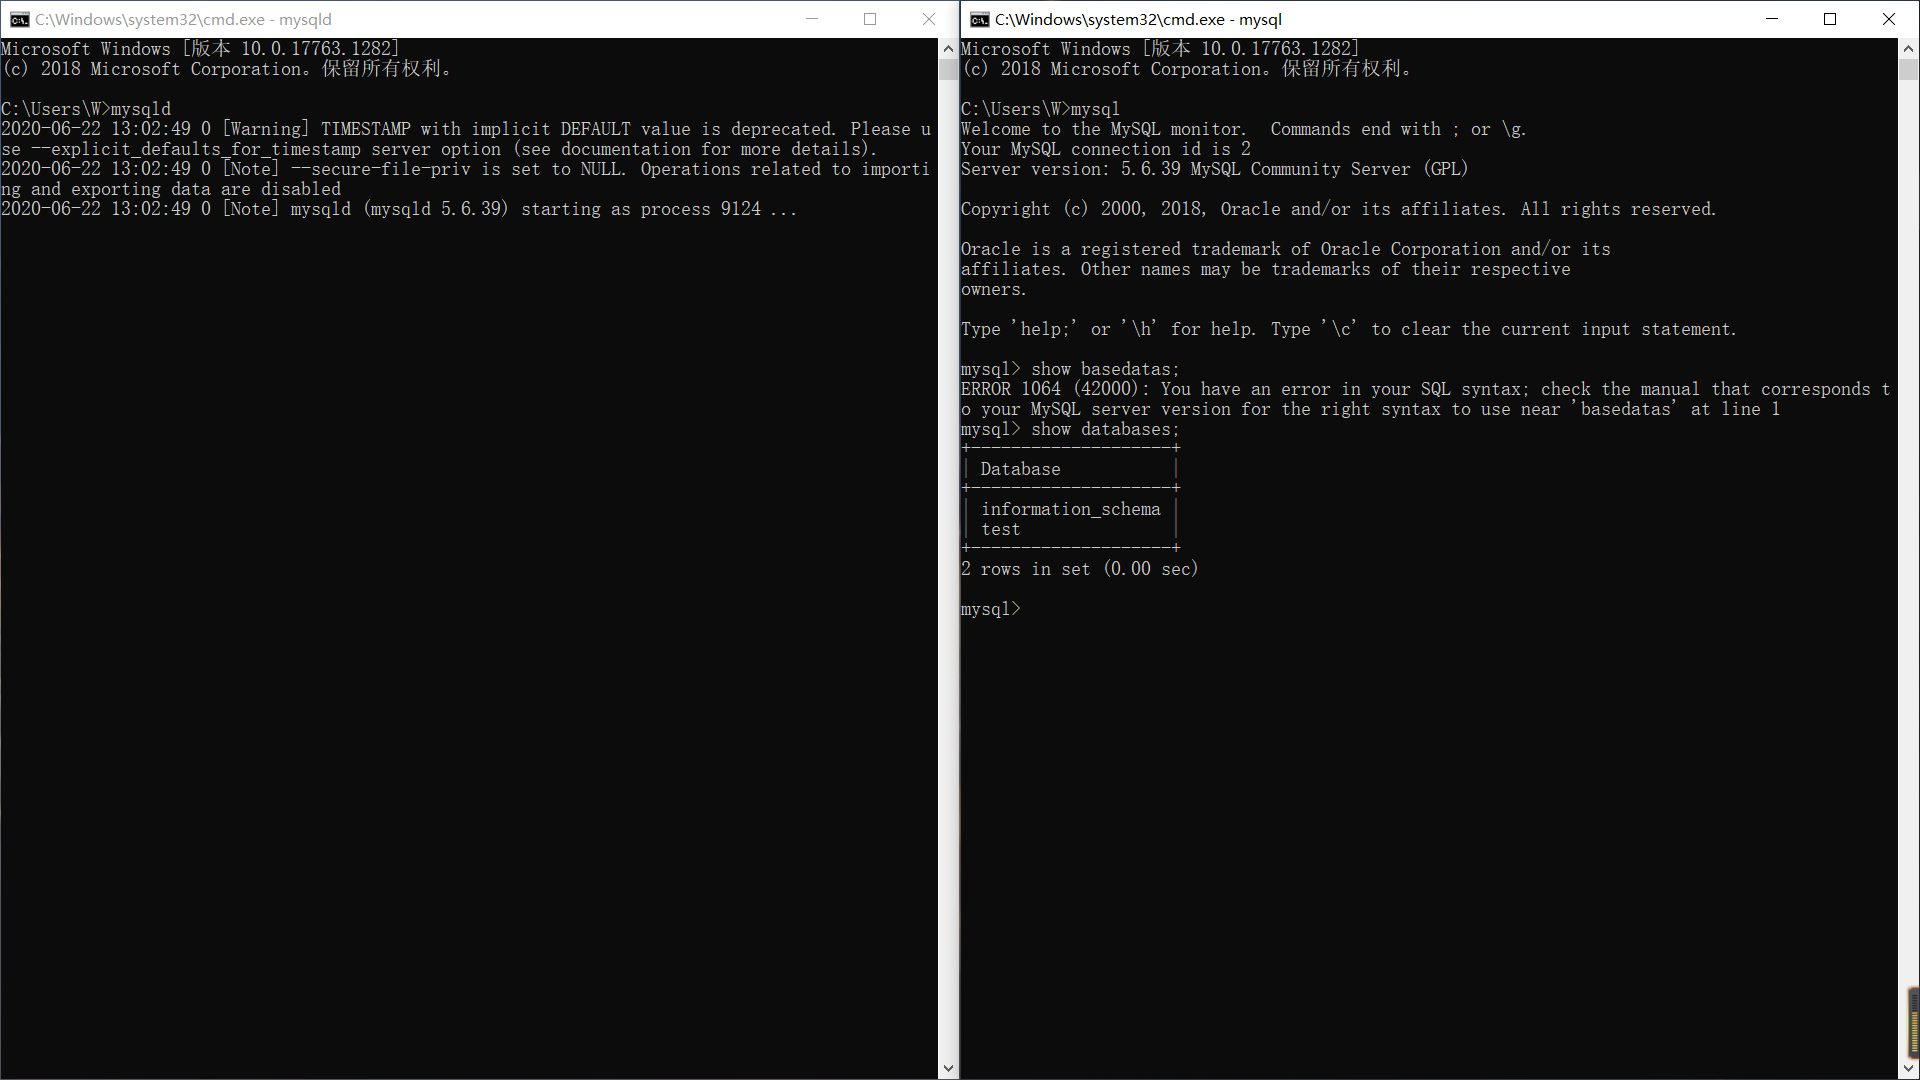 C:\Windows\system32\cmd.exe - mysqld
Microsoft Windows [版本 10.0.17763.1282]
(c) 2018 Microsoft Corporation。保留所有权利。
C:\Users\W>mysqld
2020-06-22 13:02:49 0 [Warning] TIMESTAMP with implicit DEFAULT value is deprecated. Please u
se --explicit_defaults_for_timestamp server option (see documentation for more details).
2020-06-22 13:02:49 0 [Note] --secure-file-priv is set to NULL. Operations related to importi
ng and exporting data are disabled
2020-06-22 13:02:49 0 [Note] mysqld (mysqld 5.6.39) starting as process 9124 ...
C:\Windows\system32\cmd.exe - mysql
Microsoft Windows [版本 10.0.17763.1282]
(c) 2018 Microsoft Corporation。保留所有权利。
C:\Users\W>mysql
Welcome to the MySQL monitor.  Commands end with ; or \g.
Your MySQL connection id is 2
Server version: 5.6.39 MySQL Community Server (GPL)
Copyright (c) 2000, 2018, Oracle and/or its affiliates. All rights reserved.
Oracle is a registered trademark of Oracle Corporation and/or its
affiliates. Other names may be trademarks of their respective
owners.
Type 'help;' or '\h' for help. Type '\c' to clear the current input statement.
mysql> show basedatas;
ERROR 1064 (42000): You have an error in your SQL syntax; check the manual that corresponds t
o your MySQL server version for the right syntax to use near 'basedatas' at line 1
mysql> show databases;
+--------------------+
| Database           |
+--------------------+
| information_schema |
| test               |
+--------------------+
2 rows in set (0.00 sec)
mysql>